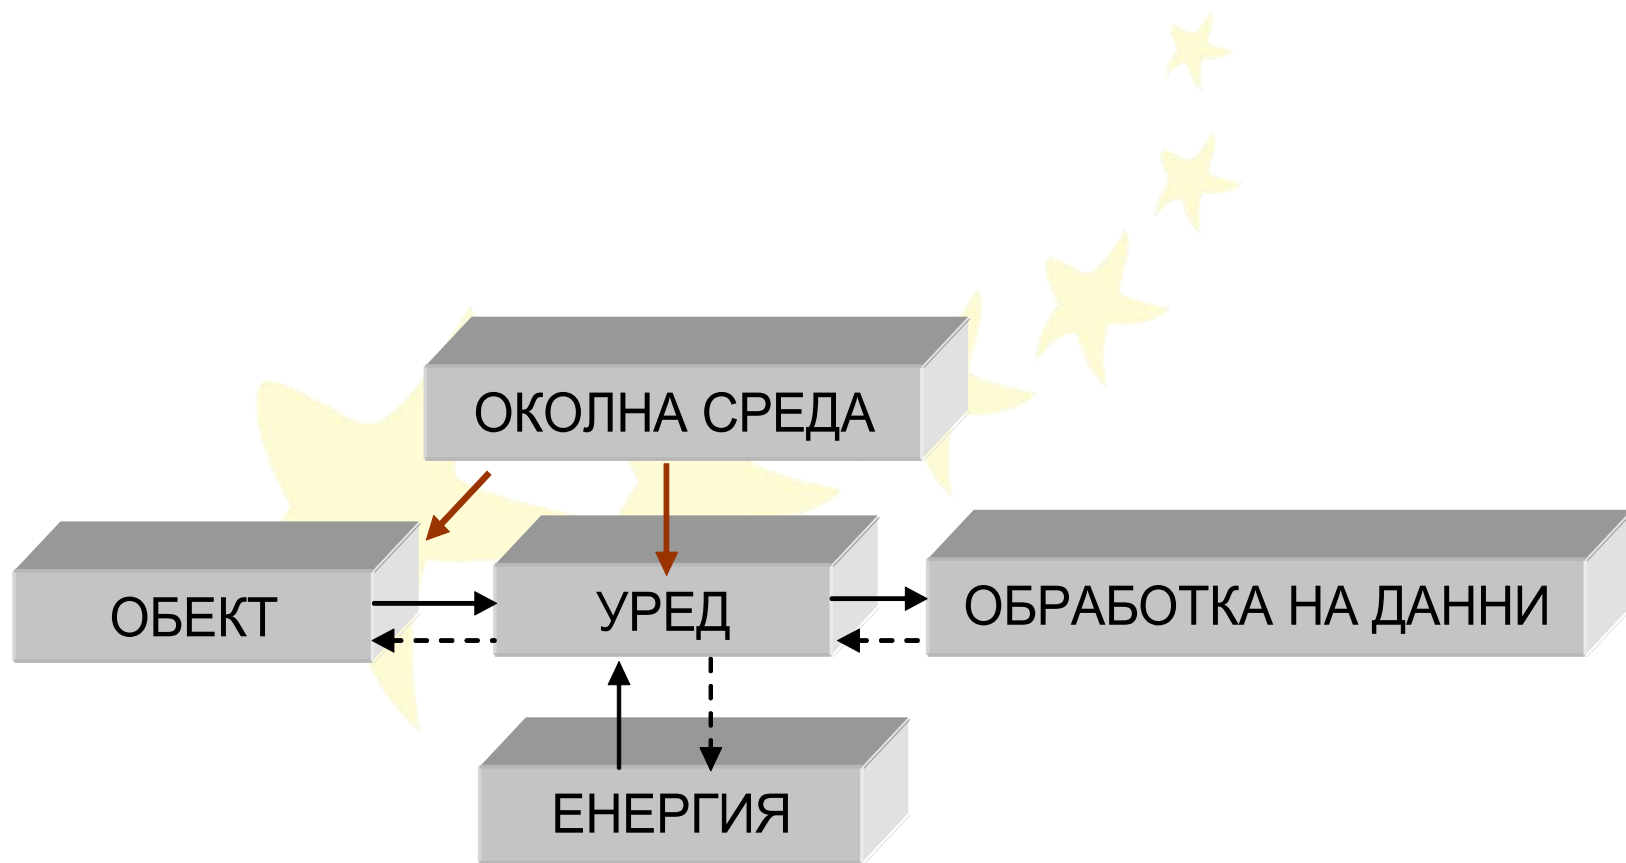 ОКОЛНА СРЕДА
ОБЕКТ
УРЕД
ОБРАБОТКА НА ДАННИ
ЕНЕРГИЯ